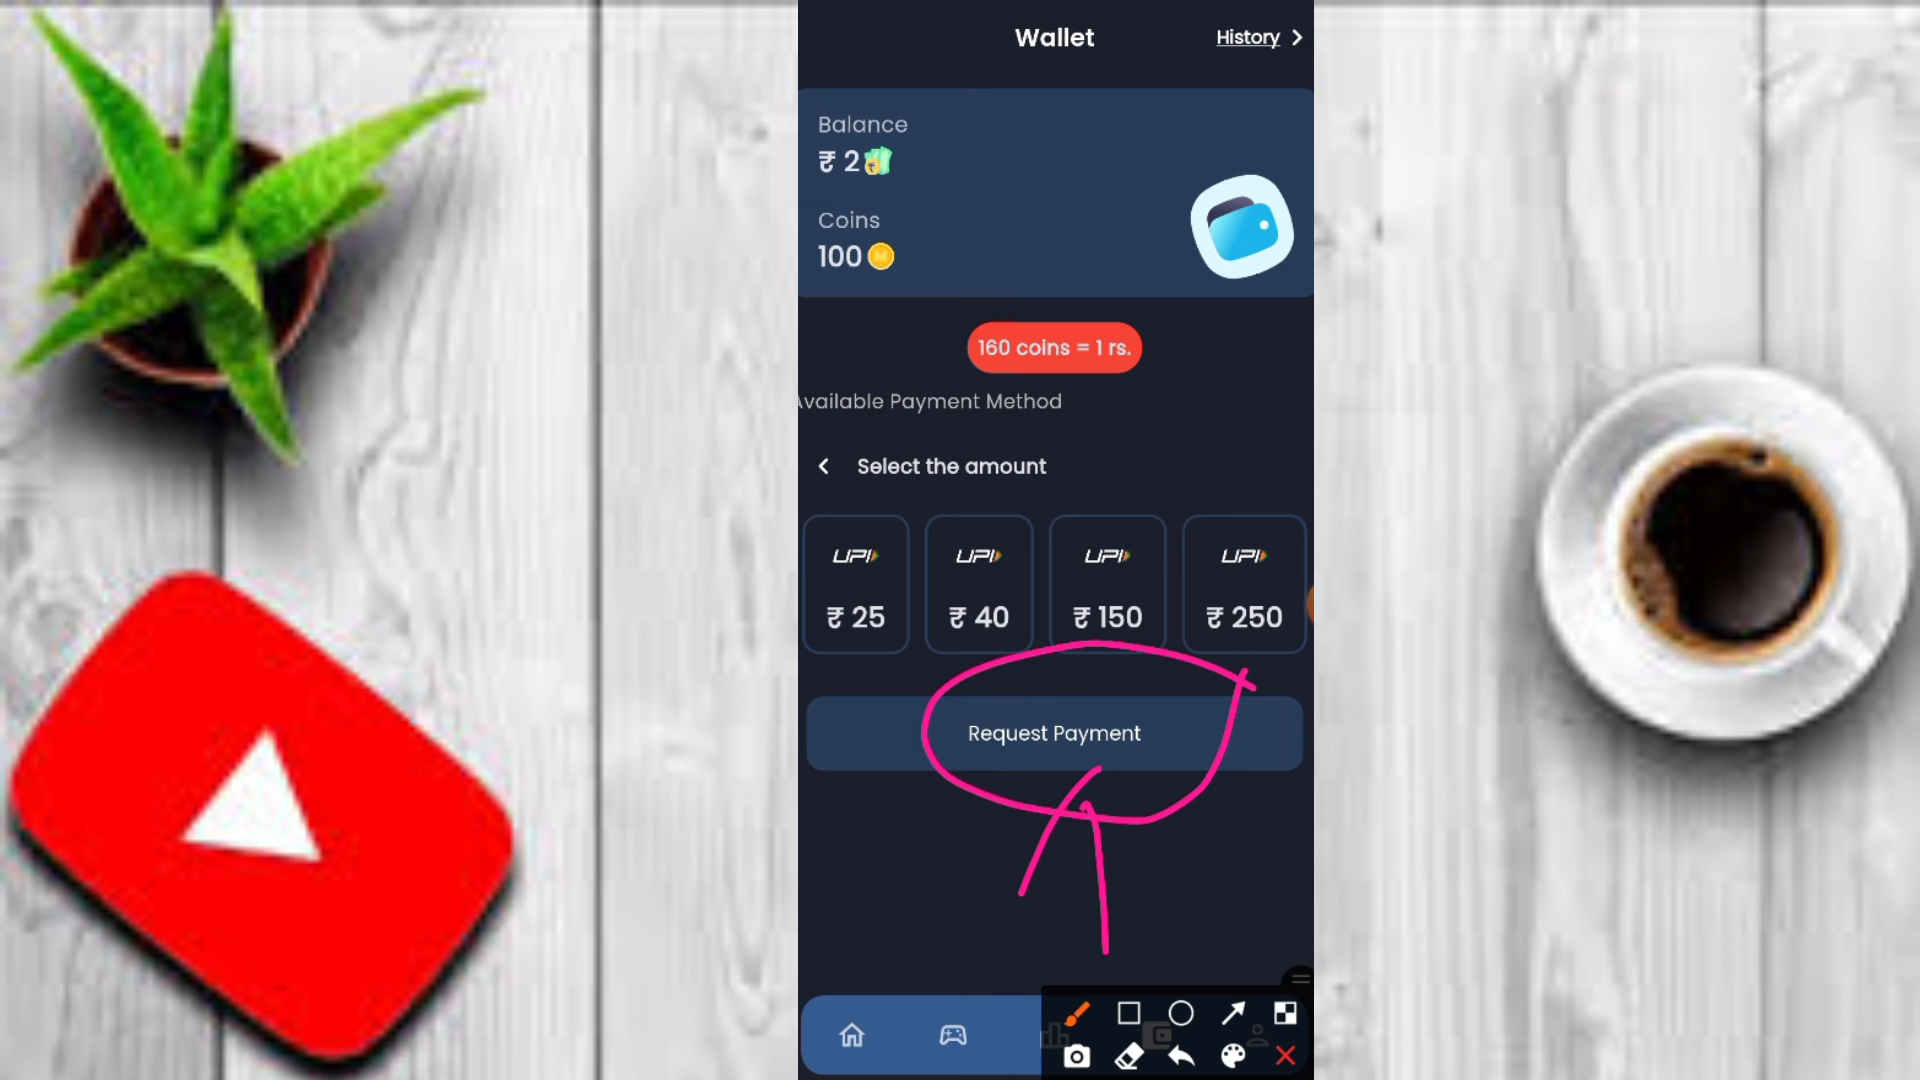 Wallet
History
Balance
₹ 2
Coins
100
160 coins = 1 rs.
Available Payment Method
Select the amount
UPI UPI UPI UPI
₹ 25 ₹ 40 ₹ 150 ₹ 250
Request Payment